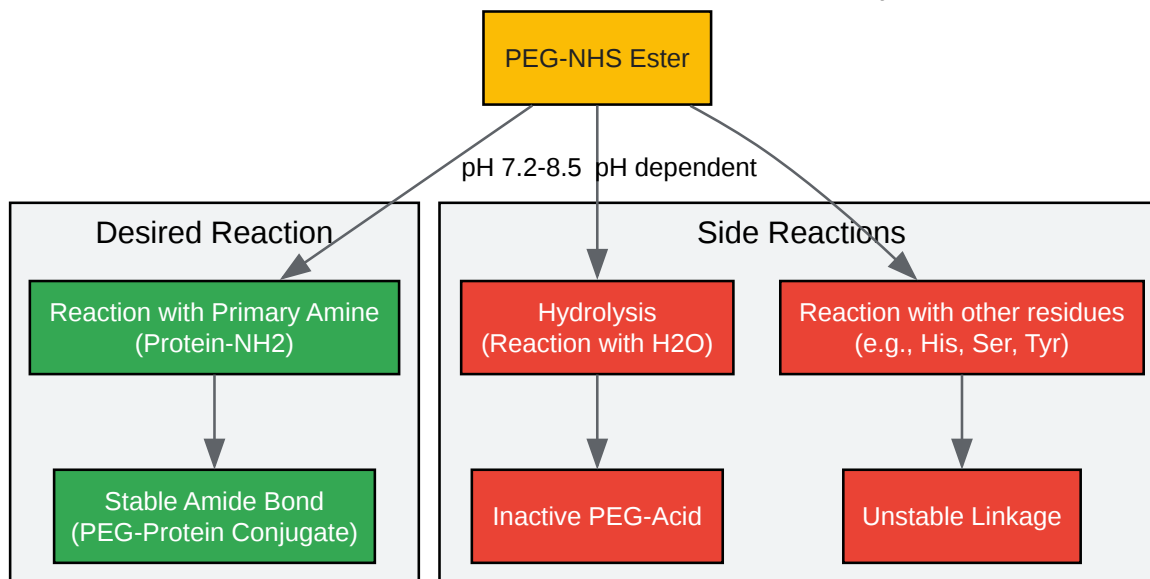 PEG-NHS Ester
pH 7.2-8.5
pH dependent
Desired Reaction
Side Reactions
Reaction with Primary Amine
(Protein-NH2)
Hydrolysis
(Reaction with H2O)
Reaction with other residues
(e.g., His, Ser, Tyr)
Stable Amide Bond
(PEG-Protein Conjugate)
Inactive PEG-Acid
Unstable Linkage